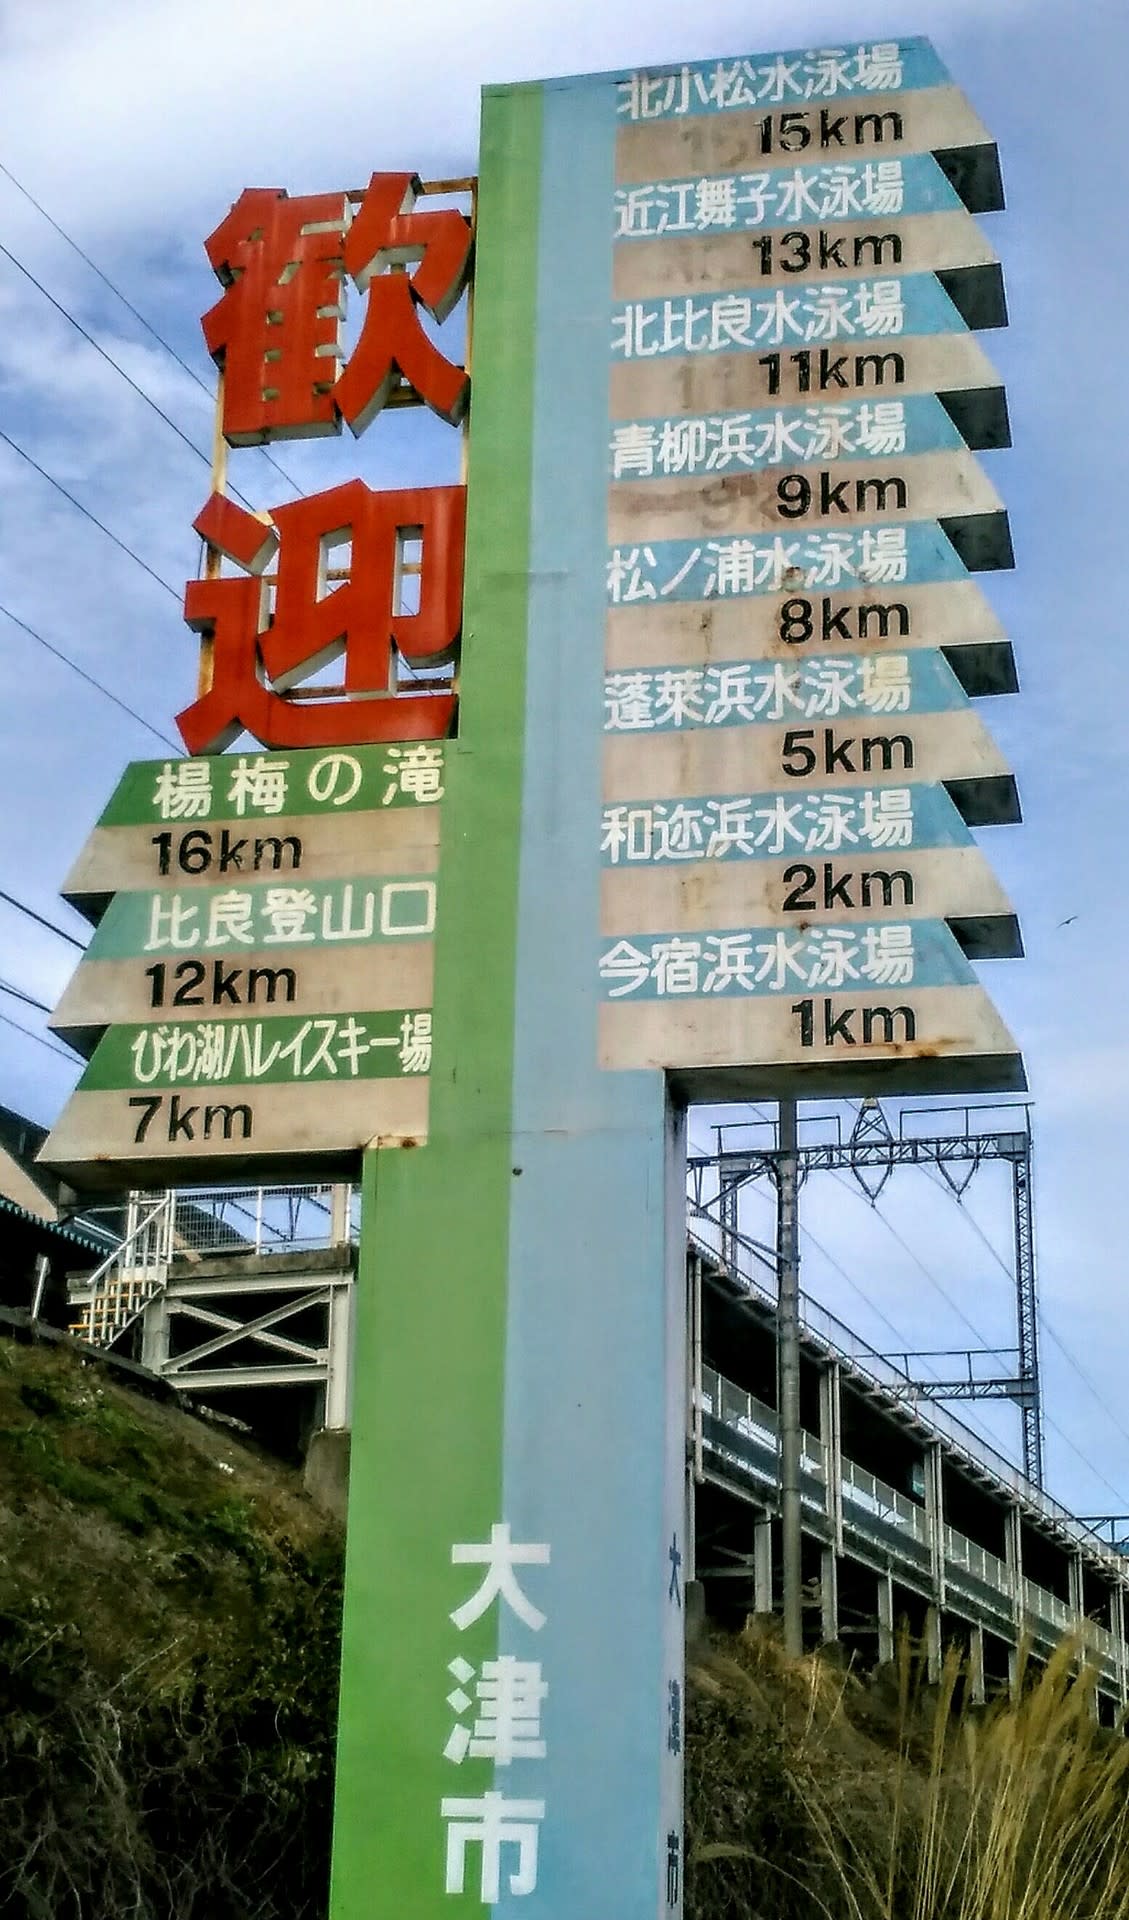 歓迎
北小松水泳場
15km
近江舞子水泳場
13km
北比良水泳場
11km
青柳浜水泳場
9km
松ノ浦水泳場
8km
蓬莱浜水泳場
5km
和迩浜水泳場
2km
今宿浜水泳場
1km
楊梅の滝
16km
比良登山口
12km
びわ湖バレイスキー場
7km
大津市
大津市